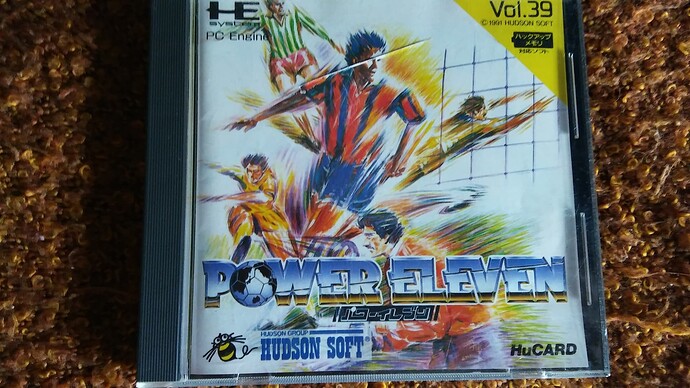 PE
system
PC Engine
Vol.39
©1991 HUDSON SOFT
バックアップ
メモリ
対応ソフト
POWER ELEVEN
パワーイレブン
HUDSON GROUP
HUDSON SOFT
HuCARD